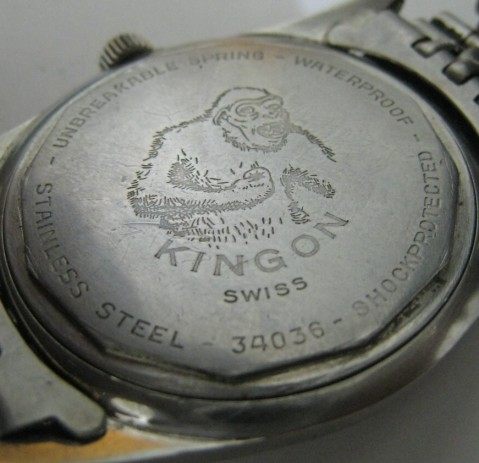 - UNBREAKABLE SPRING - WATERPROOF -
KINGON
SWISS
STAINLESS STEEL - 34036 - SHOCKPROTECTED